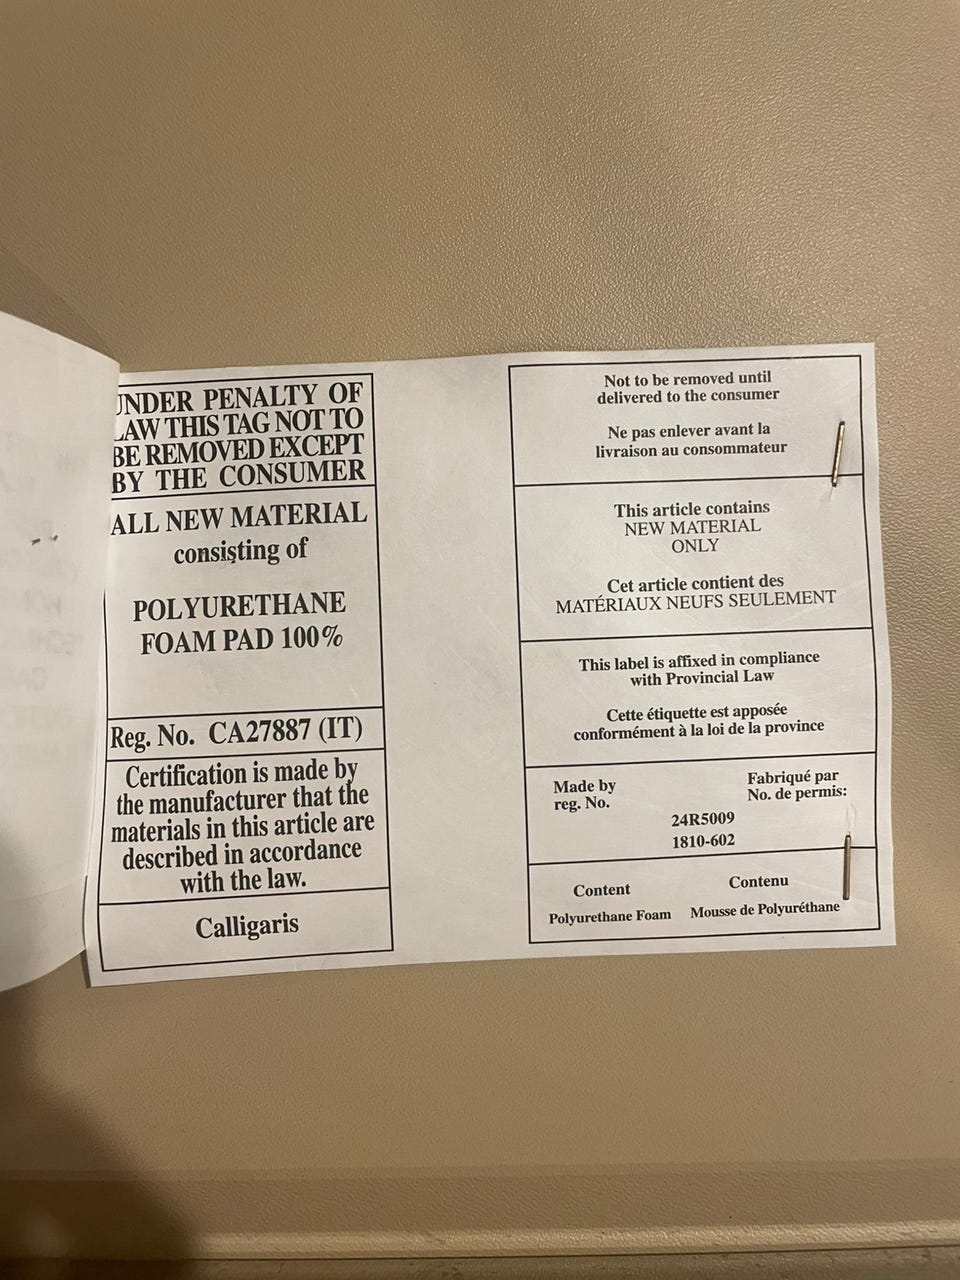 UNDER PENALTY OF
LAW THIS TAG NOT TO
BE REMOVED EXCEPT
BY THE CONSUMER
ALL NEW MATERIAL
consisting of
POLYURETHANE
FOAM PAD 100%
Reg. No. CA27887 (IT)
Certification is made by
the manufacturer that the
materials in this article are
described in accordance
with the law.
Calligaris
Not to be removed until
delivered to the consumer
Ne pas enlever avant la
livraison au consommateur
This article contains
NEW MATERIAL
ONLY
Cet article contient des
MATÉRIAUX NEUFS SEULEMENT
This label is affixed in compliance
with Provincial Law
Cette étiquette est apposée
conformément à la loi de la province
Made by
reg. No.
Fabriqué par
No. de permis:
24R5009
1810-602
Content
Contenu
Polyurethane Foam
Mousse de Polyuréthane